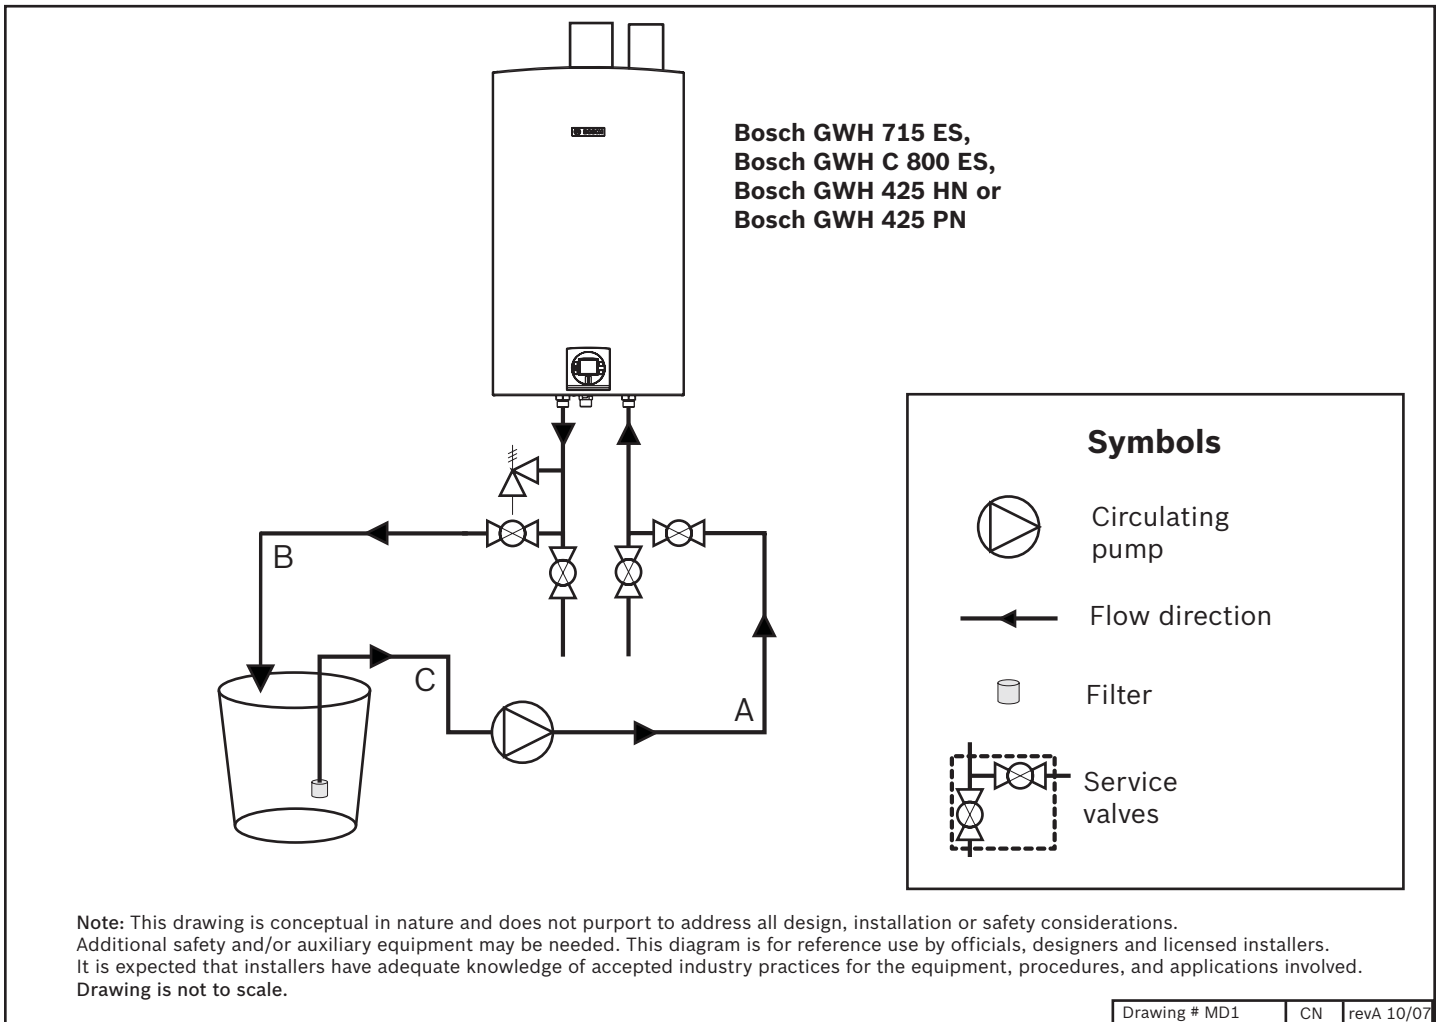 Bosch GWH 715 ES,
Bosch GWH C 800 ES,
Bosch GWH 425 HN or
Bosch GWH 425 PN
B
C
A
Symbols
Circulating
pump
Flow direction
Filter
Service
valves
Note: This drawing is conceptual in nature and does not purport to address all design, installation or safety considerations.
Additional safety and/or auxiliary equipment may be needed. This diagram is for reference use by officials, designers and licensed installers.
It is expected that installers have adequate knowledge of accepted industry practices for the equipment, procedures, and applications involved.
Drawing is not to scale.
Drawing # MD1 CN revA 10/07